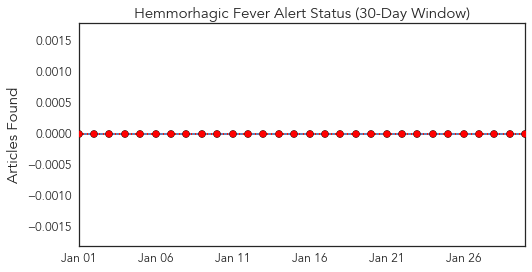 Hemmorhagic Fever Alert Status (30-Day Window)
Articles Found
0.0015
0.0010
0.0005
0.0000
−0.0005
−0.0010
−0.0015
Jan 01 Jan 06 Jan 11 Jan 16 Jan 21 Jan 26